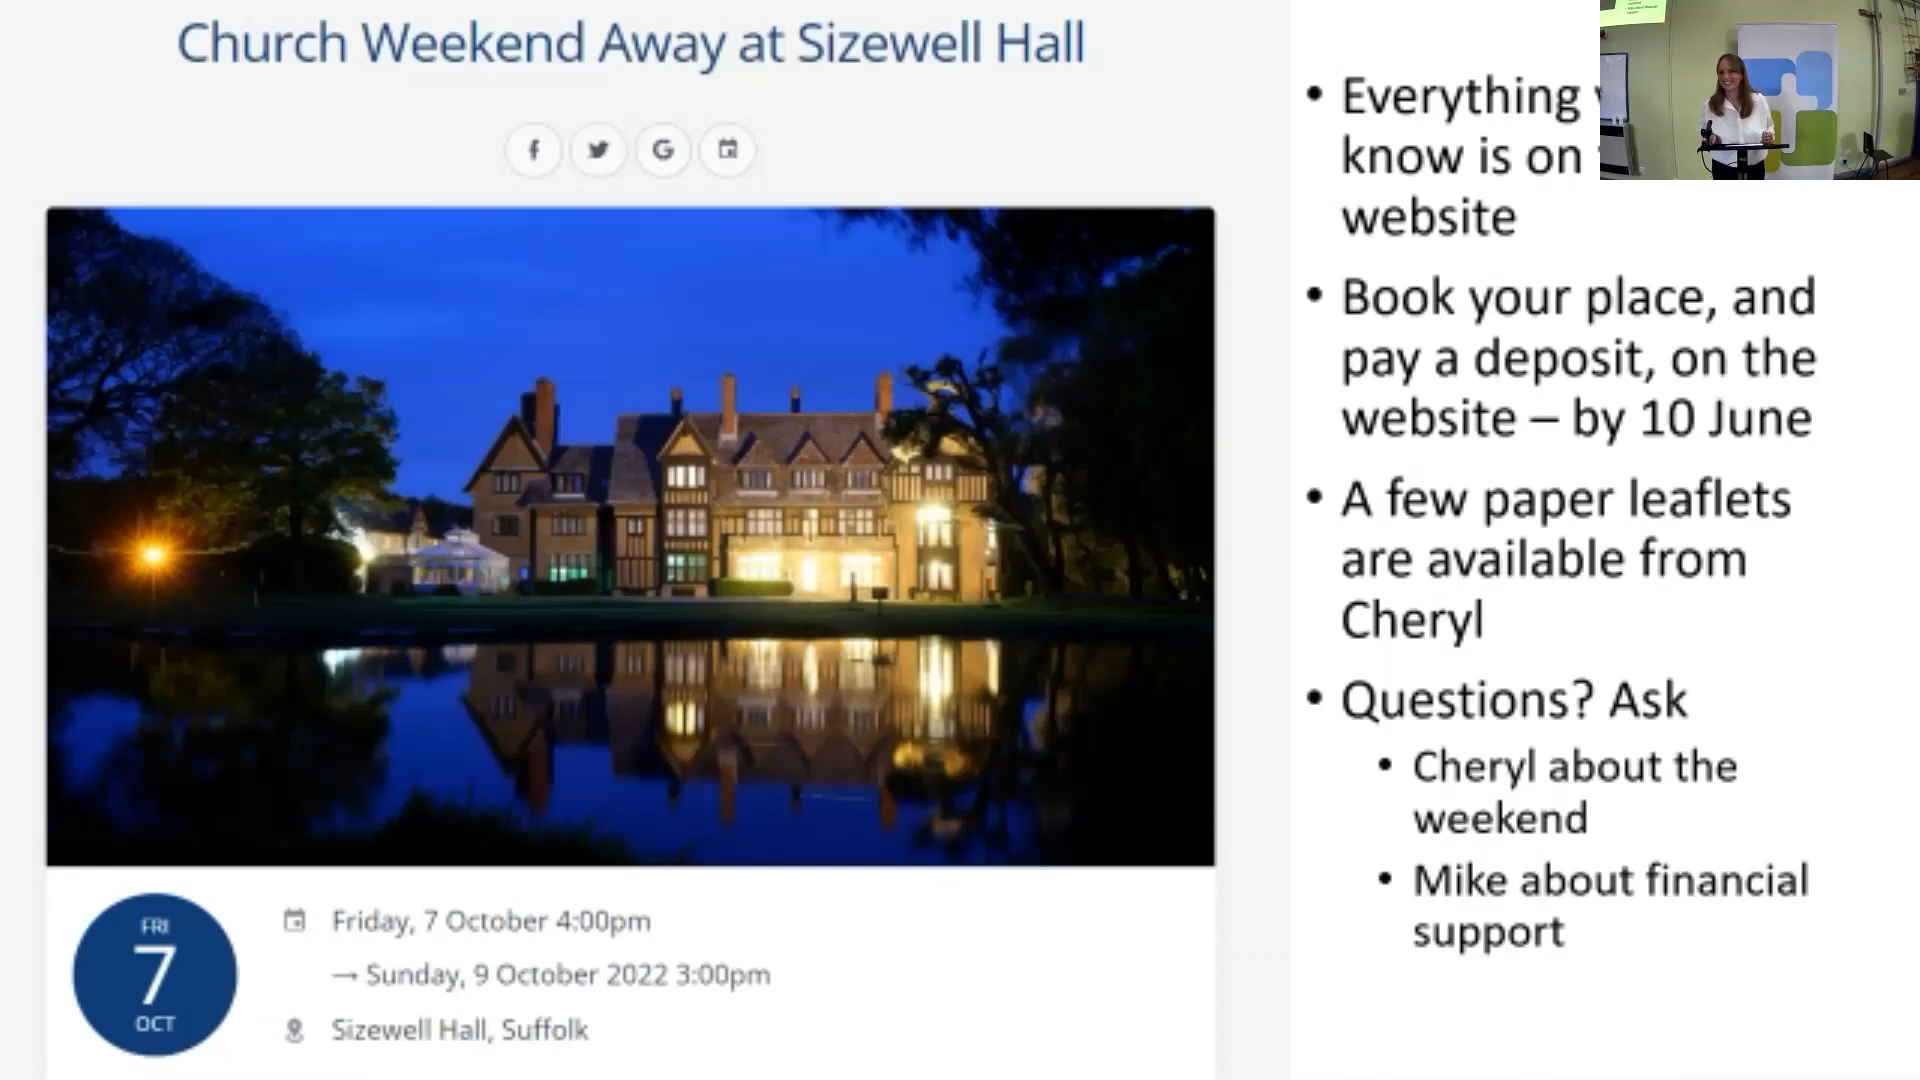 Church Weekend Away at Sizewell Hall
FRI
7
OCT
Friday, 7 October 4:00pm
→ Sunday, 9 October 2022 3:00pm
Sizewell Hall, Suffolk
• Everything
know is on
website
• Book your place, and
pay a deposit, on the
website – by 10 June
• A few paper leaflets
are available from
Cheryl
• Questions? Ask
• Cheryl about the
weekend
• Mike about financial
support